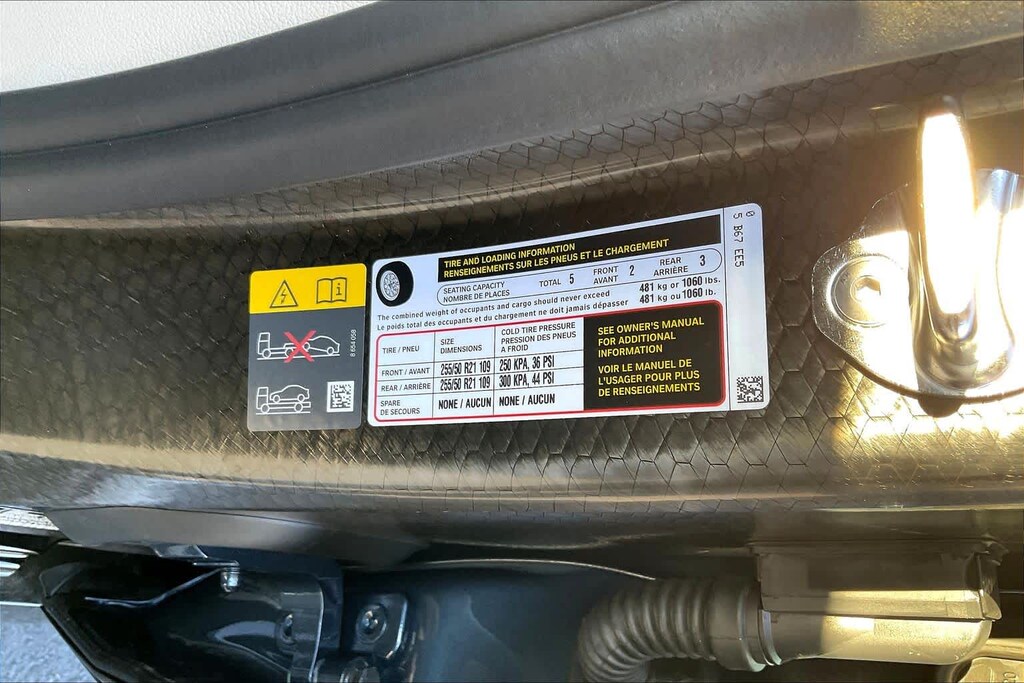 TIRE AND LOADING INFORMATION
RENSEIGNEMENTS SUR LES PNEUS ET LE CHARGEMENT
SEATING CAPACITY
NOMBRE DE PLACES
TOTAL 5
FRONT
AVANT
2
REAR
ARRIÈRE
3
The combined weight of occupants and cargo should never exceed 481 kg or 1060 lbs.
Le poids total des occupants et du chargement ne doit jamais dépasser 481 kg ou 1060 lb.
TIRE / PNEU
SIZE
DIMENSIONS
COLD TIRE PRESSURE
PRESSION DES PNEUS
A FROID
FRONT / AVANT 255/50 R21 109 250 KPA, 36 PSI
REAR / ARRIÈRE 255/50 R21 109 300 KPA, 44 PSI
SPARE
DE SECOURS
NONE / AUCUN NONE / AUCUN
SEE OWNER'S MANUAL
FOR ADDITIONAL
INFORMATION
VOIR LE MANUEL DE
L'USAGER POUR PLUS
DE RENSEIGNEMENTS
5 B67 EE5
8 654 058